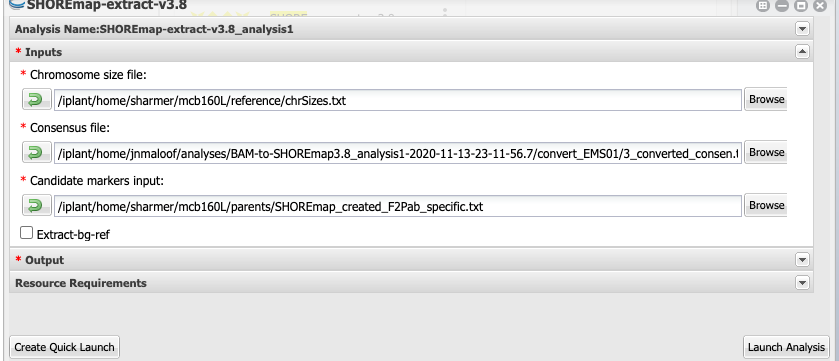 SHOREmap-extract-v3.8
Analysis Name:SHOREmap-extract-v3.8_analysis1
* Inputs
* Chromosome size file:
/iplant/home/sharmer/mcb160L/reference/chrSizes.txt
Browse
* Consensus file:
/iplant/home/jnmaloof/analyses/BAM-to-SHOREmap3.8_analysis1-2020-11-13-23-11-56.7/convert_EMS01/3_converted_consen.t
Browse
* Candidate markers input:
/iplant/home/sharmer/mcb160L/parents/SHOREmap_created_F2Pab_specific.txt
Browse
Extract-bg-ref
* Output
Resource Requirements
Create Quick Launch
Launch Analysis